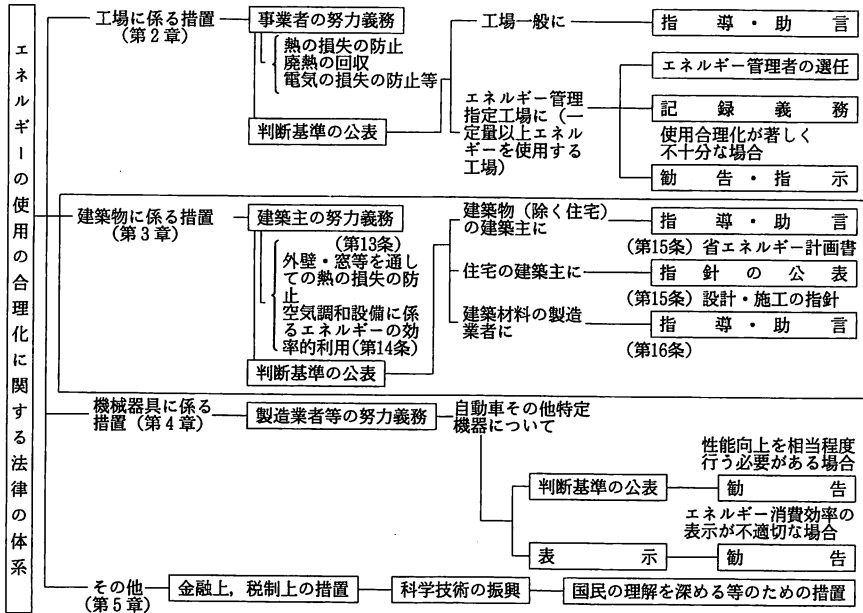 エネルギーの使用の合理化に関する法律の体系
工場に係る措置
(第2章)
事業者の努力義務
熱の損失の防止
廃熱の回収
電気の損失の防止等
判断基準の公表
工場一般に
指導・助言
エネルギー管理
指定工場に(一
定量以上エネル
ギーを使用する
工場)
エネルギー管理者の選任
記録義務
使用合理化が著しく
不十分な場合
勧告・指示
建築物に係る措置
(第3章)
建築主の努力義務
(第13条)
外壁・窓等を通し
ての熱の損失の防
止
空気調和設備に係
るエネルギーの効
率的利用(第14条)
判断基準の公表
建築物(除く住宅)
の建築主に
指導・助言
(第15条)省エネルギー計画書
住宅の建築主に
指針の公表
(第15条)設計・施工の指針
建築材料の製造
業者に
指導・助言
(第16条)
機械器具に係る
措置(第4章)
製造業者等の努力義務
自動車その他特定
機器について
性能向上を相当程度
行う必要がある場合
判断基準の公表
勧告
エネルギー消費効率の
表示が不適切な場合
表示
勧告
その他
(第5章)
金融上,税制上の措置
科学技術の振興
国民の理解を深める等のための措置